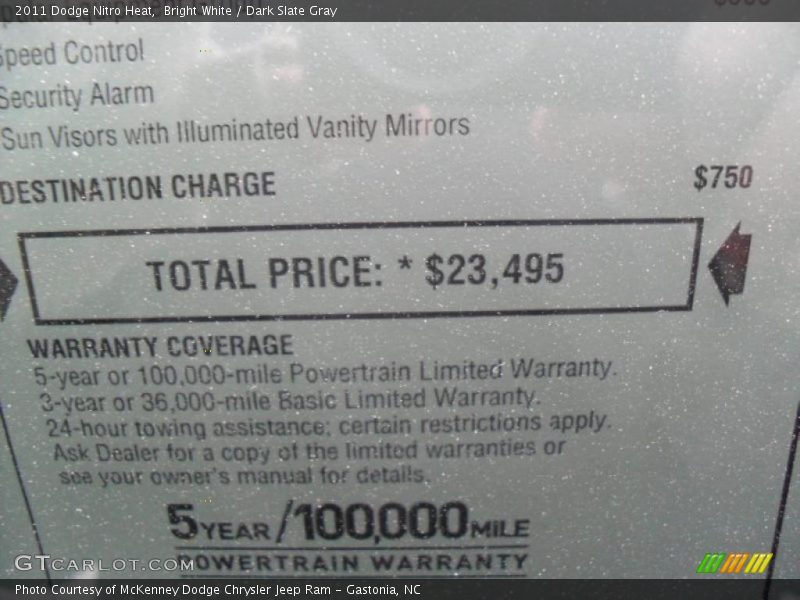 2011 Dodge Nitro Heat, Bright White / Dark Slate Gray
Speed Control
Security Alarm
Sun Visors with Illuminated Vanity Mirrors
DESTINATION CHARGE $750
TOTAL PRICE: * $23,495
WARRANTY COVERAGE
5-year or 100,000-mile Powertrain Limited Warranty.
3-year or 36,000-mile Basic Limited Warranty.
24-hour towing assistance; certain restrictions apply.
Ask Dealer for a copy of the limited warranties or
see your owner's manual for details.
5 YEAR / 100,000 MILE
POWERTRAIN WARRANTY
GTCARLOT.COM
Photo Courtesy of McKenney Dodge Chrysler Jeep Ram - Gastonia, NC